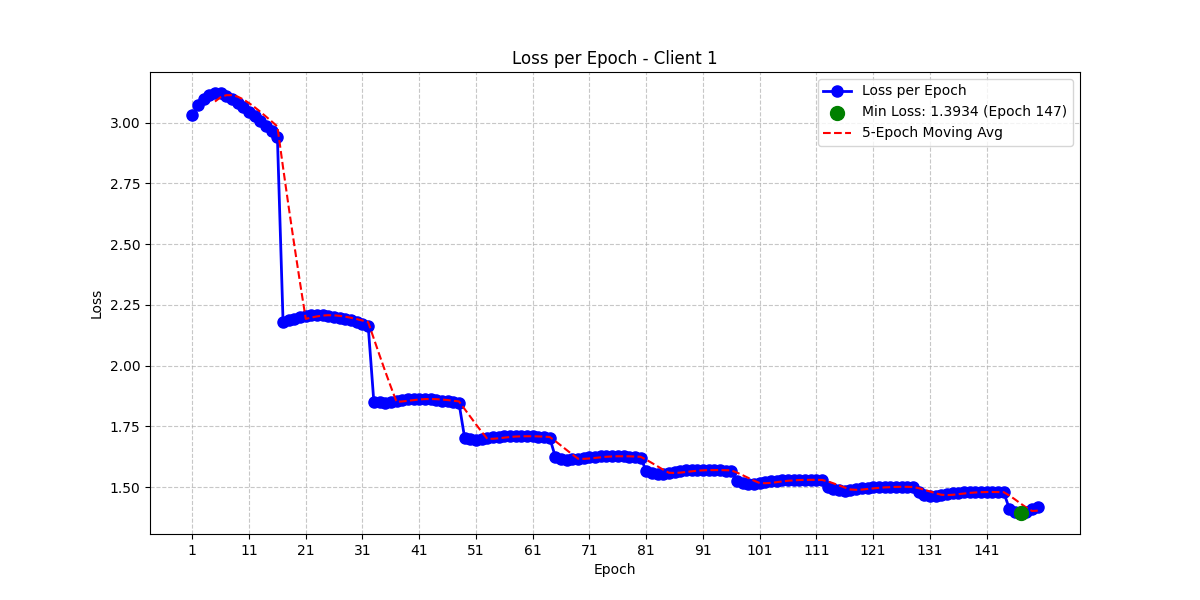 Loss per Epoch - Client 1
Loss per Epoch
Min Loss: 1.3934 (Epoch 147)
5-Epoch Moving Avg
Loss
3.00
2.75
2.50
2.25
2.00
1.75
1.50
1 11 21 31 41 51 61 71 81 91 101 111 121 131 141
Epoch